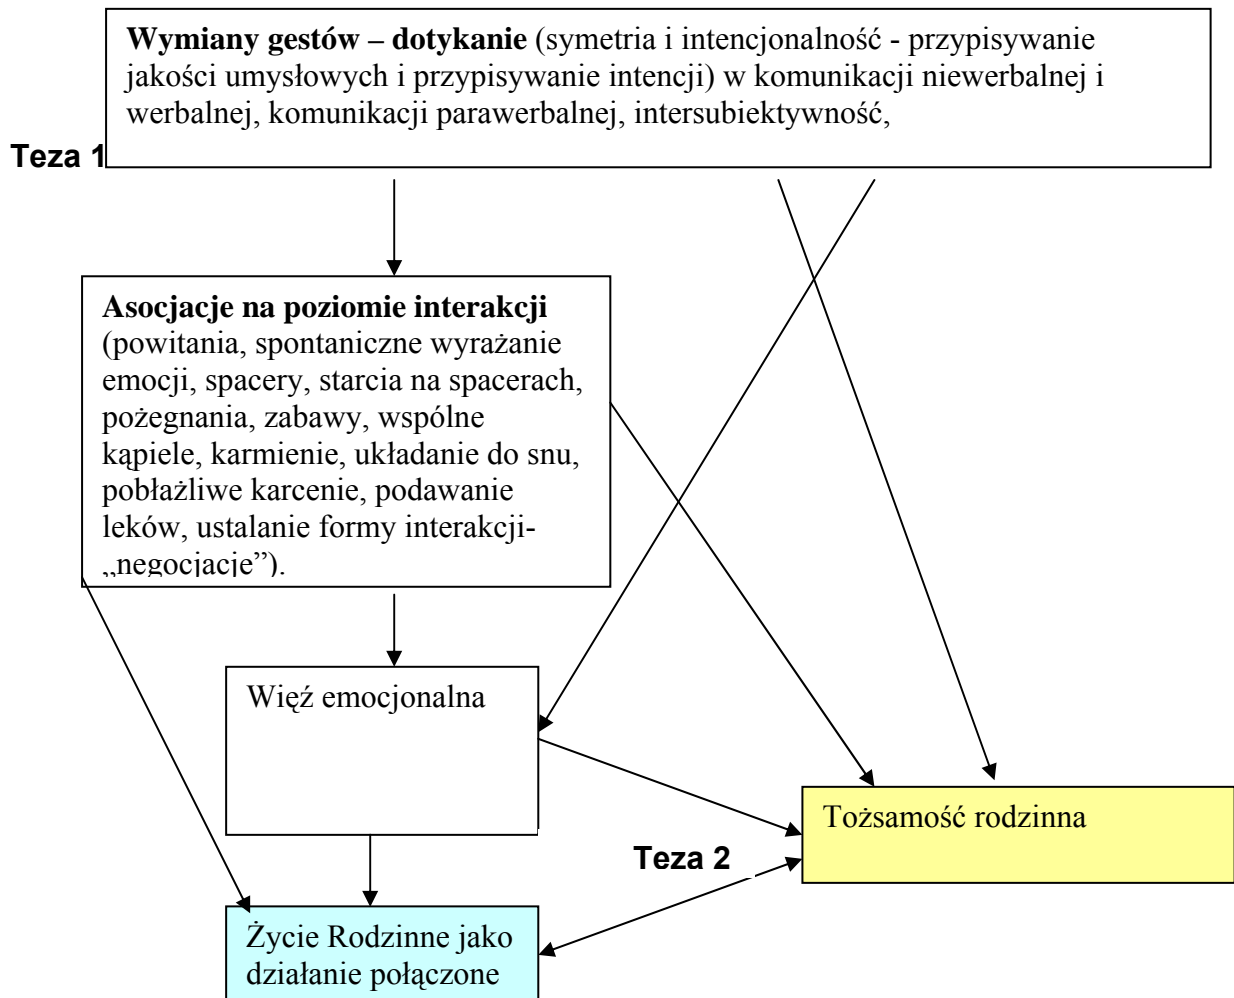 Wymiany gestów – dotykanie (symetria i intencjonalność - przypisywanie
jakości umysłowych i przypisywanie intencji) w komunikacji niewerbalnej i
werbalnej, komunikacji parawerbalnej, intersubiektywność,
Teza 1
Asocjacje na poziomie interakcji
(powitania, spontaniczne wyrażanie
emocji, spacery, starcia na spacerach,
pożegnania, zabawy, wspólne
kąpiele, karmienie, układanie do snu,
pobłażliwe karcenie, podawanie
leków, ustalanie formy interakcji-
„negocjacje”).
Więź emocjonalna
Tożsamość rodzinna
Teza 2
Życie Rodzinne jako
działanie połączone